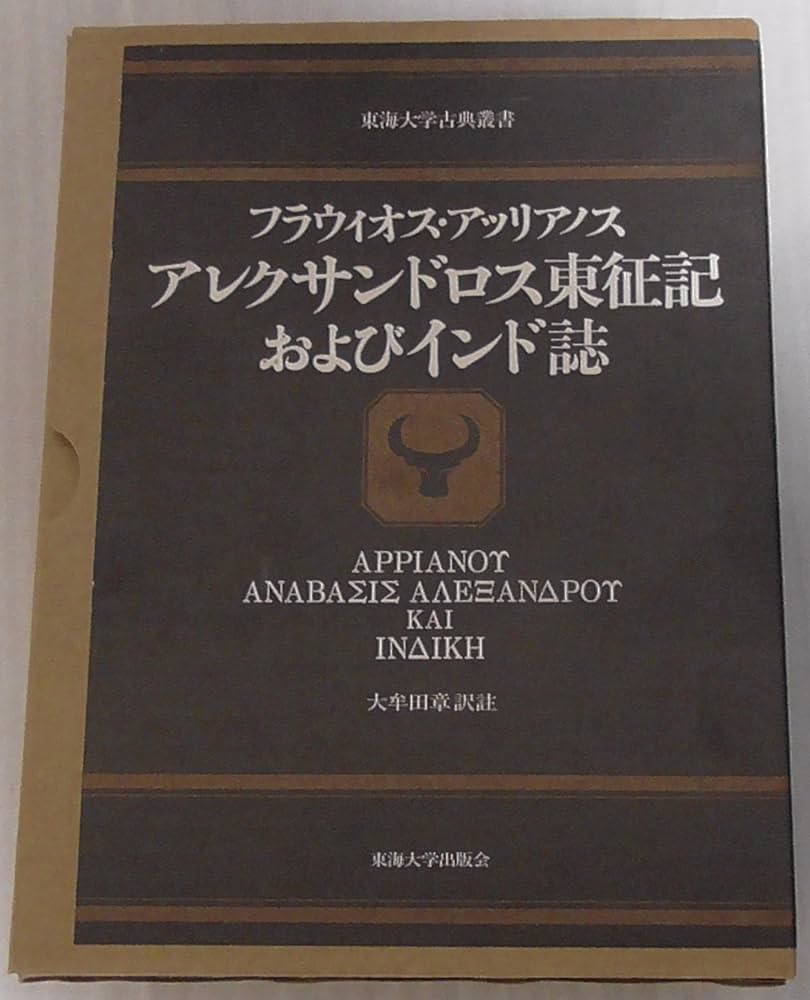 東海大学古典叢書
フラウィオス・アッリアノス
アレクサンドロス東征記
およびインド誌
ΑΡΡΙΑΝΟΥ
ΑΝΑΒΑΣΙΣ ΑΛΕΞΑΝΔΡΟΥ
ΚΑΙ
ΙΝΔΙΚΗ
大牟田章訳註
東海大学出版会